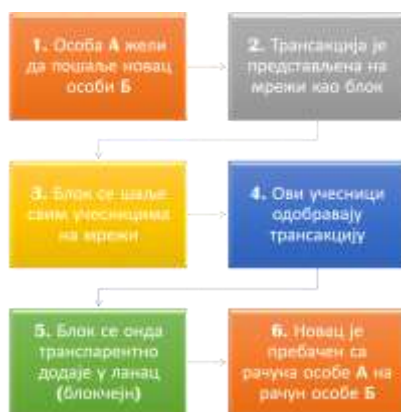 1. Особа А жели
да пошаље новац
особи Б
2. Трансакција је
представљена на
мрежи као блок
3. Блок се шаље
свим учесницима
на мрежи
4. Ови учесници
одобравају
трансакцију
5. Блок се онда
транспарентно
додаје у ланац
(блокчејн)
6. Новац је
пребачен са
рачуна особе А на
рачун особе Б